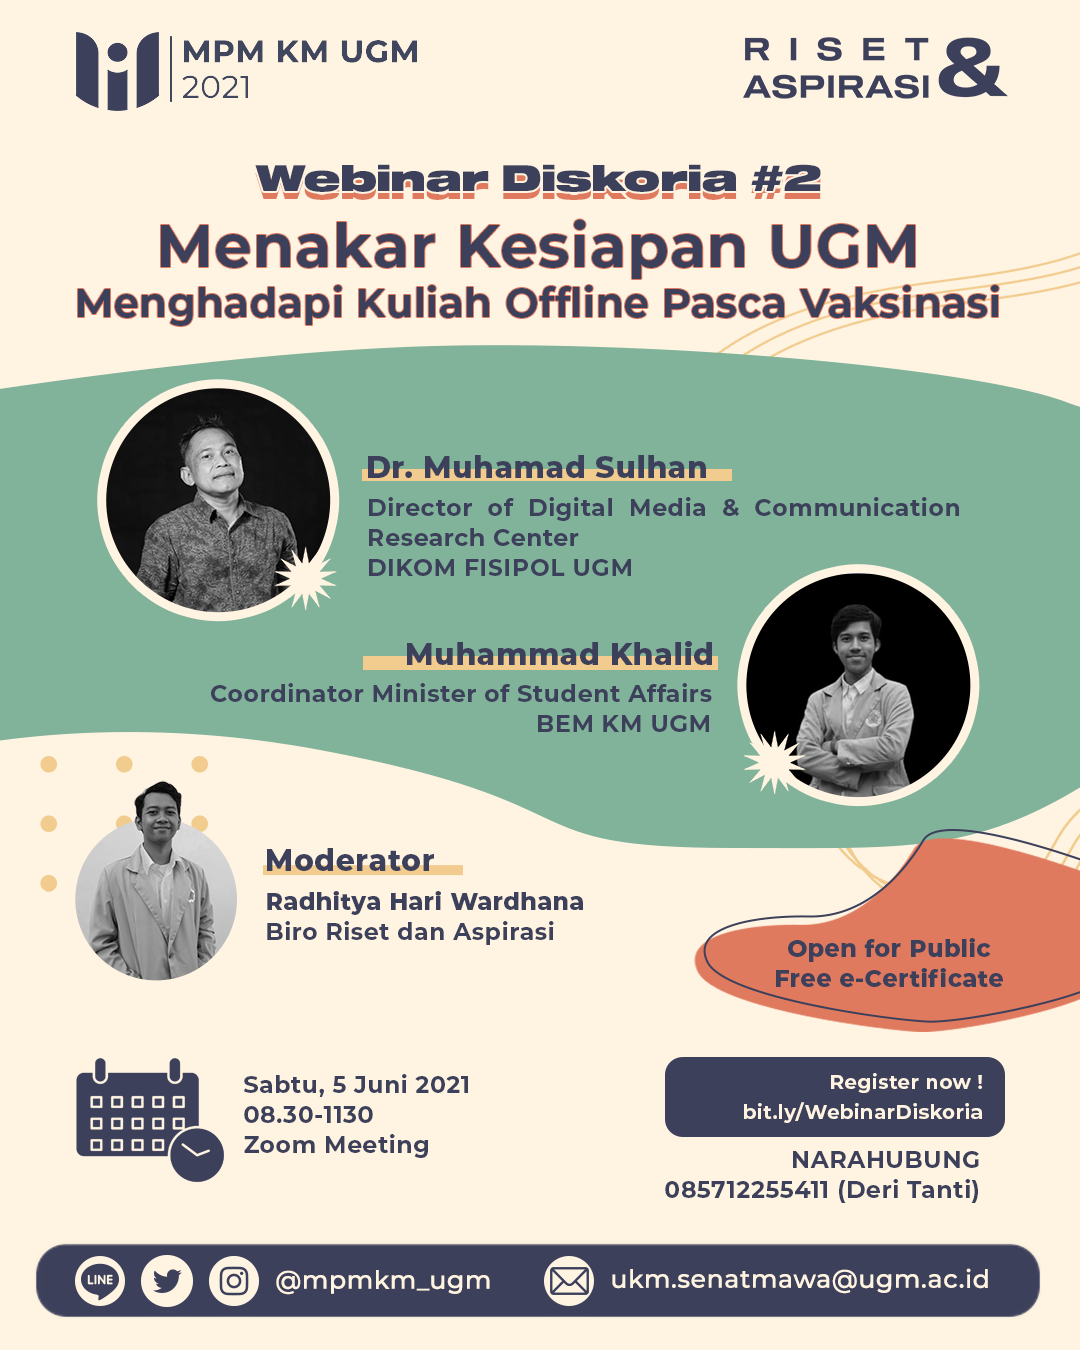 MPM KM UGM
2021
RISET &
ASPIRASI
Webinar Diskoria #2
Menakar Kesiapan UGM
Menghadapi Kuliah Offline Pasca Vaksinasi
Dr. Muhamad Sulhan
Director of Digital Media & Communication
Research Center
DIKOM FISIPOL UGM
Muhammad Khalid
Coordinator Minister of Student Affairs
BEM KM UGM
Moderator
Radhitya Hari Wardhana
Biro Riset dan Aspirasi
Open for Public
Free e-Certificate
Sabtu, 5 Juni 2021
08.30-1130
Zoom Meeting
Register now !
bit.ly/WebinarDiskoria
NARAHUBUNG
085712255411 (Deri Tanti)
LINE
@mpmkm_ugm
ukm.senatmawa@ugm.ac.id